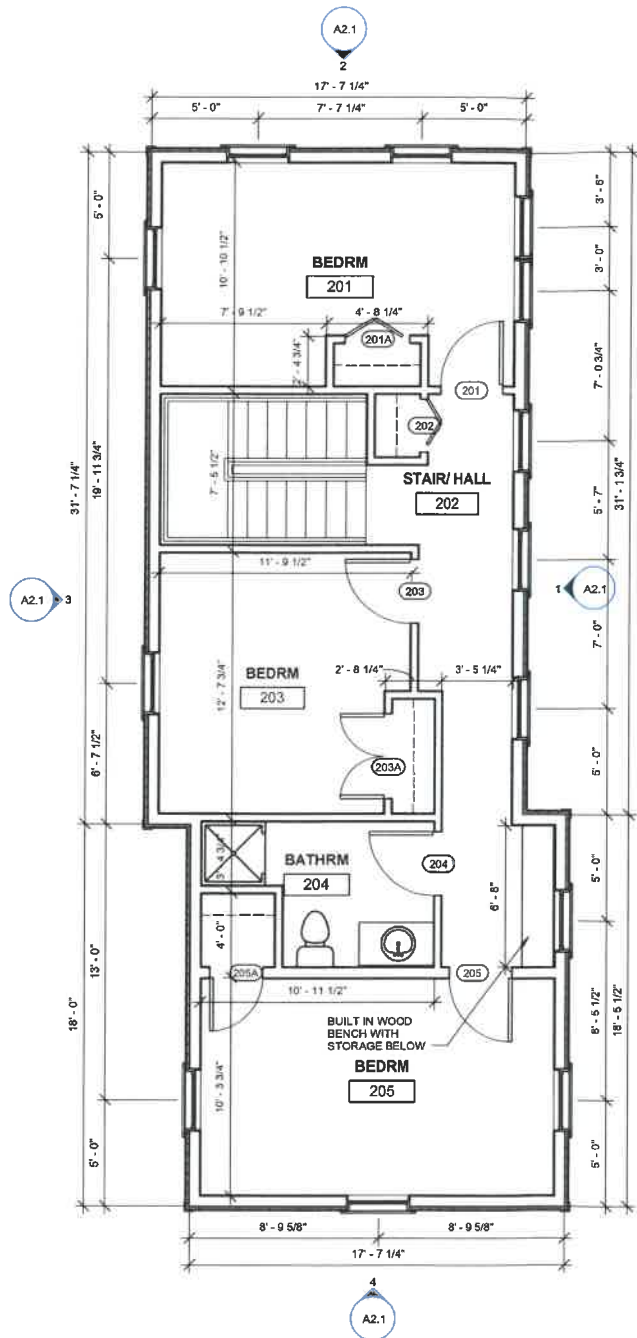 A2.1
2
17' - 7 1/4"
5' - 0"
7' - 7 1/4"
5' - 0"
5' - 0"
19' - 11 3/4"
31' - 7 1/4"
6' - 7 1/2"
10' - 10 1/2"
BEDRM
201
7' - 9 1/2"
4' - 8 1/4"
2' - 4 3/4"
201A
201
3' - 6"
3' - 0"
7' - 0 3/4"
5' - 7"
31' - 1 3/4"
7' - 0"
5' - 0"
202
STAIR/ HALL
202
7' - 5 1/2"
11' - 9 1/2"
203
A2.1
3
1
A2.1
BEDRM
203
12' - 7 3/4"
2' - 8 1/4"
3' - 5 1/4"
203A
BATHRM
204
204
3' - 4 3/4"
4' - 0"
6' - 8"
5' - 0"
13' - 0"
18' - 0"
205A
205
10' - 11 1/2"
8' - 5 1/2"
18' - 5 1/2"
BUILT IN WOOD
BENCH WITH
STORAGE BELOW
BEDRM
205
10' - 3 3/4"
5' - 0"
5' - 0"
8' - 9 5/8"
8' - 9 5/8"
17' - 7 1/4"
4
A2.1